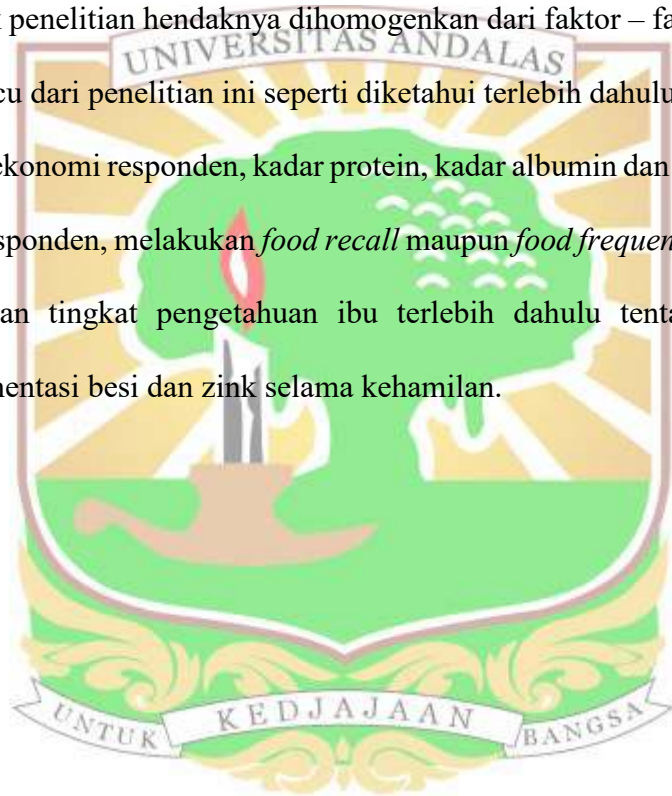 penelitian hendaknya dihomogenkan dari faktor – fa
UNIVERSITAS ANDALAS
cu dari penelitian ini seperti diketahui terlebih dahulu
ekonomi responden, kadar protein, kadar albumin dan
sponden, melakukan food recall maupun food frequen
an tingkat pengetahuan ibu terlebih dahulu tenta
mentasi besi dan zink selama kehamilan.
UNTUK KEDJAJAAN BANGSA